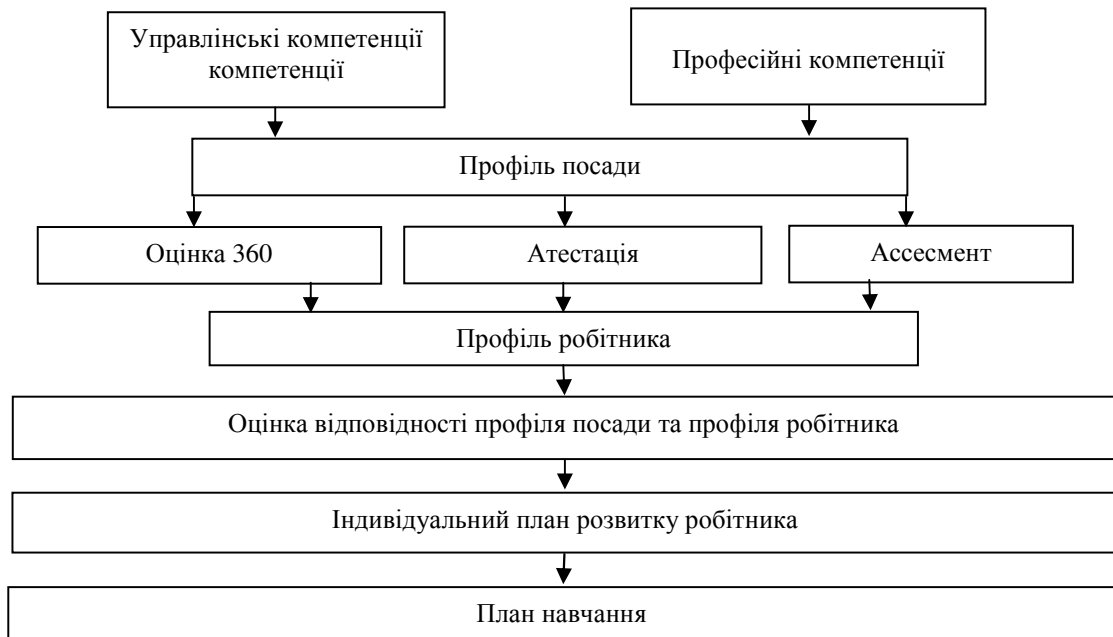 Управлінські компетенції
компетенції
Професійні компетенції
Профіль посади
Оцінка 360
Атестація
Ассесмент
Профіль робітника
Оцінка відповідності профіля посади та профіля робітника
Індивідуальний план розвитку робітника
План навчання